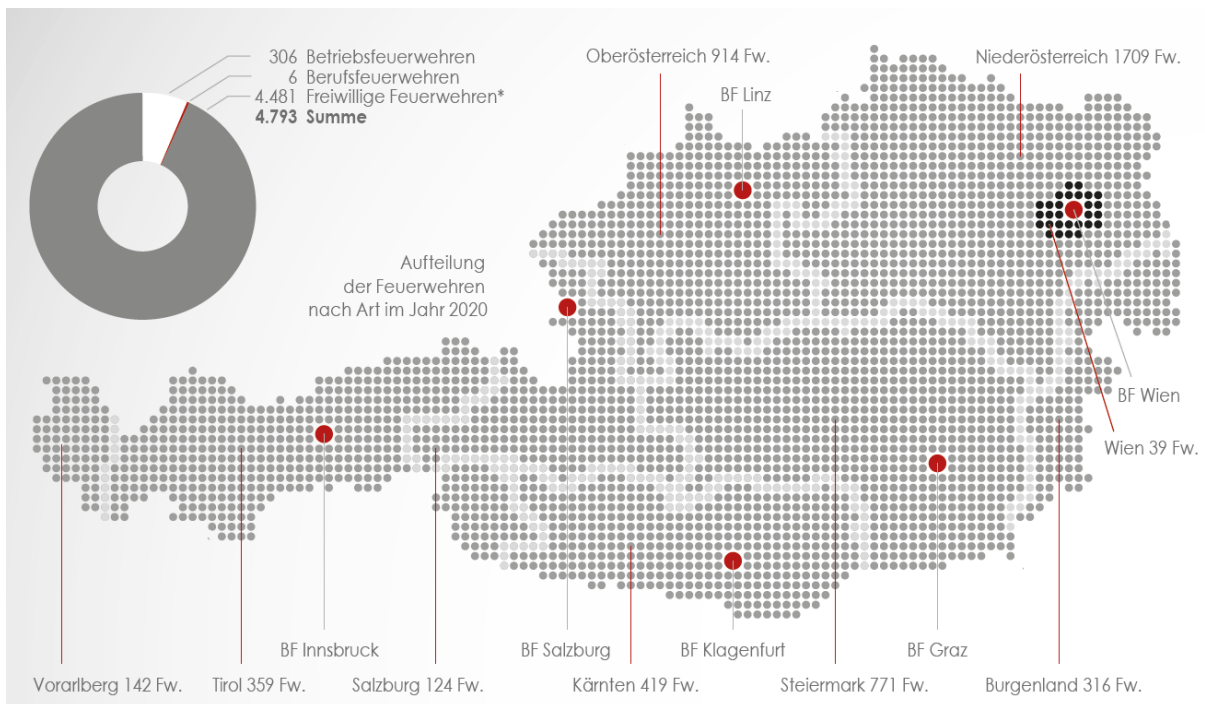 306 Betriebsfeuerwehren
6 Berufsfeuerwehren
4.481 Freiwillige Feuerwehren*
4.793 Summe
Oberösterreich 914 Fw.
Niederösterreich 1709 Fw.
BF Linz
Aufteilung
der Feuerwehren
nach Art im Jahr 2020
BF Wien
Wien 39 Fw.
BF Innsbruck
BF Salzburg
BF Klagenfurt
BF Graz
Vorarlberg 142 Fw.
Tirol 359 Fw.
Salzburg 124 Fw.
Kärnten 419 Fw.
Steiermark 771 Fw.
Burgenland 316 Fw.